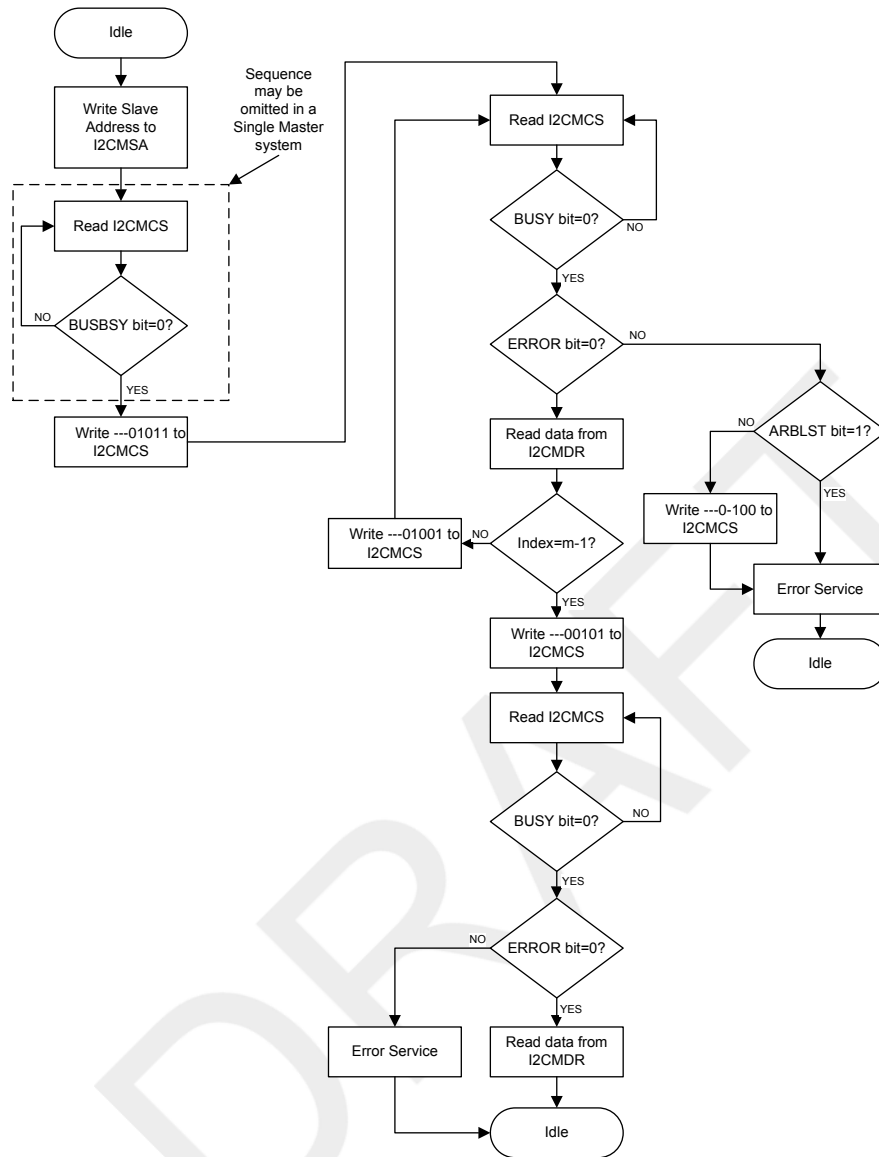 Idle
Write Slave
Address to
I2CMSA
Sequence
may be
omitted in a
Single Master
system
Read I2CMCS
BUSBSY bit=0?
NO
YES
Write ---01011 to
I2CMCS
Read I2CMCS
BUSY bit=0?
NO
YES
ERROR bit=0?
NO
YES
ARBLST bit=1?
NO
YES
Write ---0-100 to
I2CMCS
Error Service
Idle
Read data from
I2CMDR
Index=m-1?
NO
Write ---01001 to
I2CMCS
YES
Write ---00101 to
I2CMCS
Read I2CMCS
BUSY bit=0?
NO
YES
ERROR bit=0?
NO
YES
Error Service
Read data from
I2CMDR
Idle
DRAFT